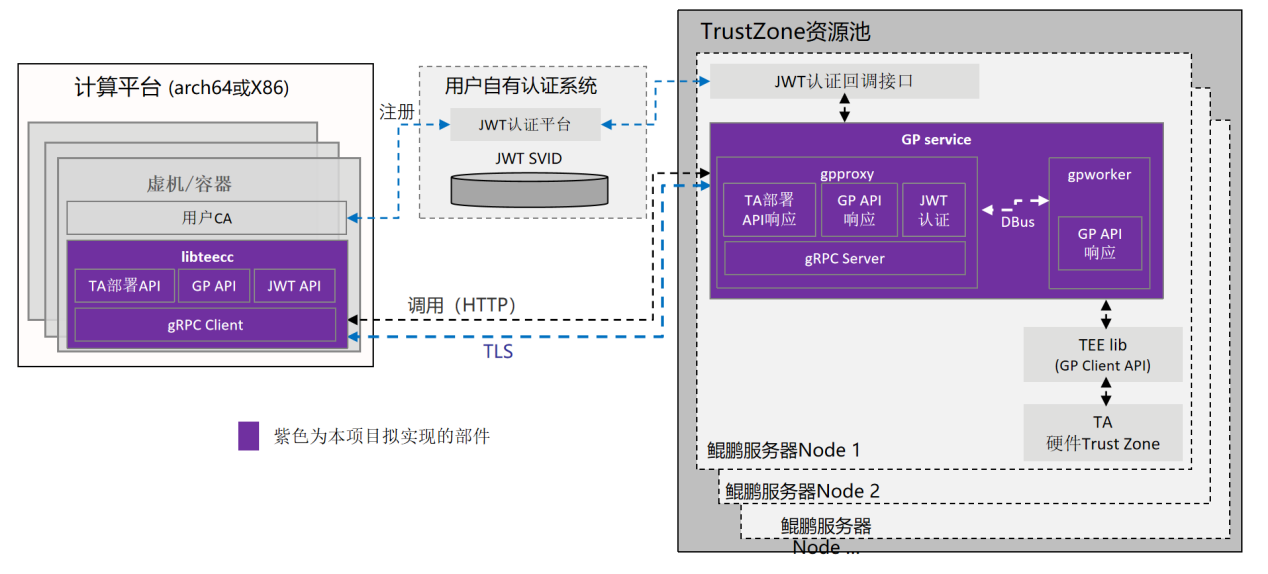 计算平台 (arch64或X86)
虚机/容器
用户CA
libteecc
TA部署API
GP API
JWT API
gRPC Client
注册
用户自有认证系统
JWT认证平台
JWT SVID
调用（HTTP）
TLS
紫色为本项目拟实现的部件
TrustZone资源池
JWT认证回调接口
GP service
gpproxy
TA部署
API响应
GP API
响应
JWT
认证
gRPC Server
DBus
gpworker
GP API
响应
TEE lib
(GP Client API)
TA
硬件Trust Zone
鲲鹏服务器Node 1
鲲鹏服务器Node 2
鲲鹏服务器
Node ...